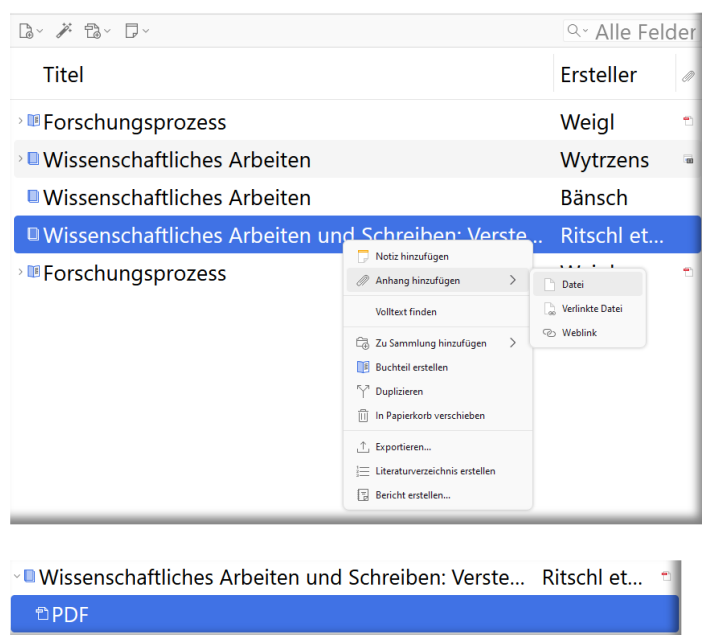 Alle Felder
Titel Ersteller
Forschungsprozess Weigl
Wissenschaftliches Arbeiten Wytrzens
Wissenschaftliches Arbeiten Bänsch
Wissenschaftliches Arbeiten und Schreiben: Verste... Ritschl et...
Forschungsprozess
Notiz hinzufügen
Anhang hinzufügen
Volltext finden
Zu Sammlung hinzufügen
Buchteil erstellen
Duplizieren
In Papierkorb verschieben
Exportieren...
Literaturverzeichnis erstellen
Bericht erstellen...
Datei
Verlinkte Datei
Weblink
Wissenschaftliches Arbeiten und Schreiben: Verste... Ritschl et...
PDF